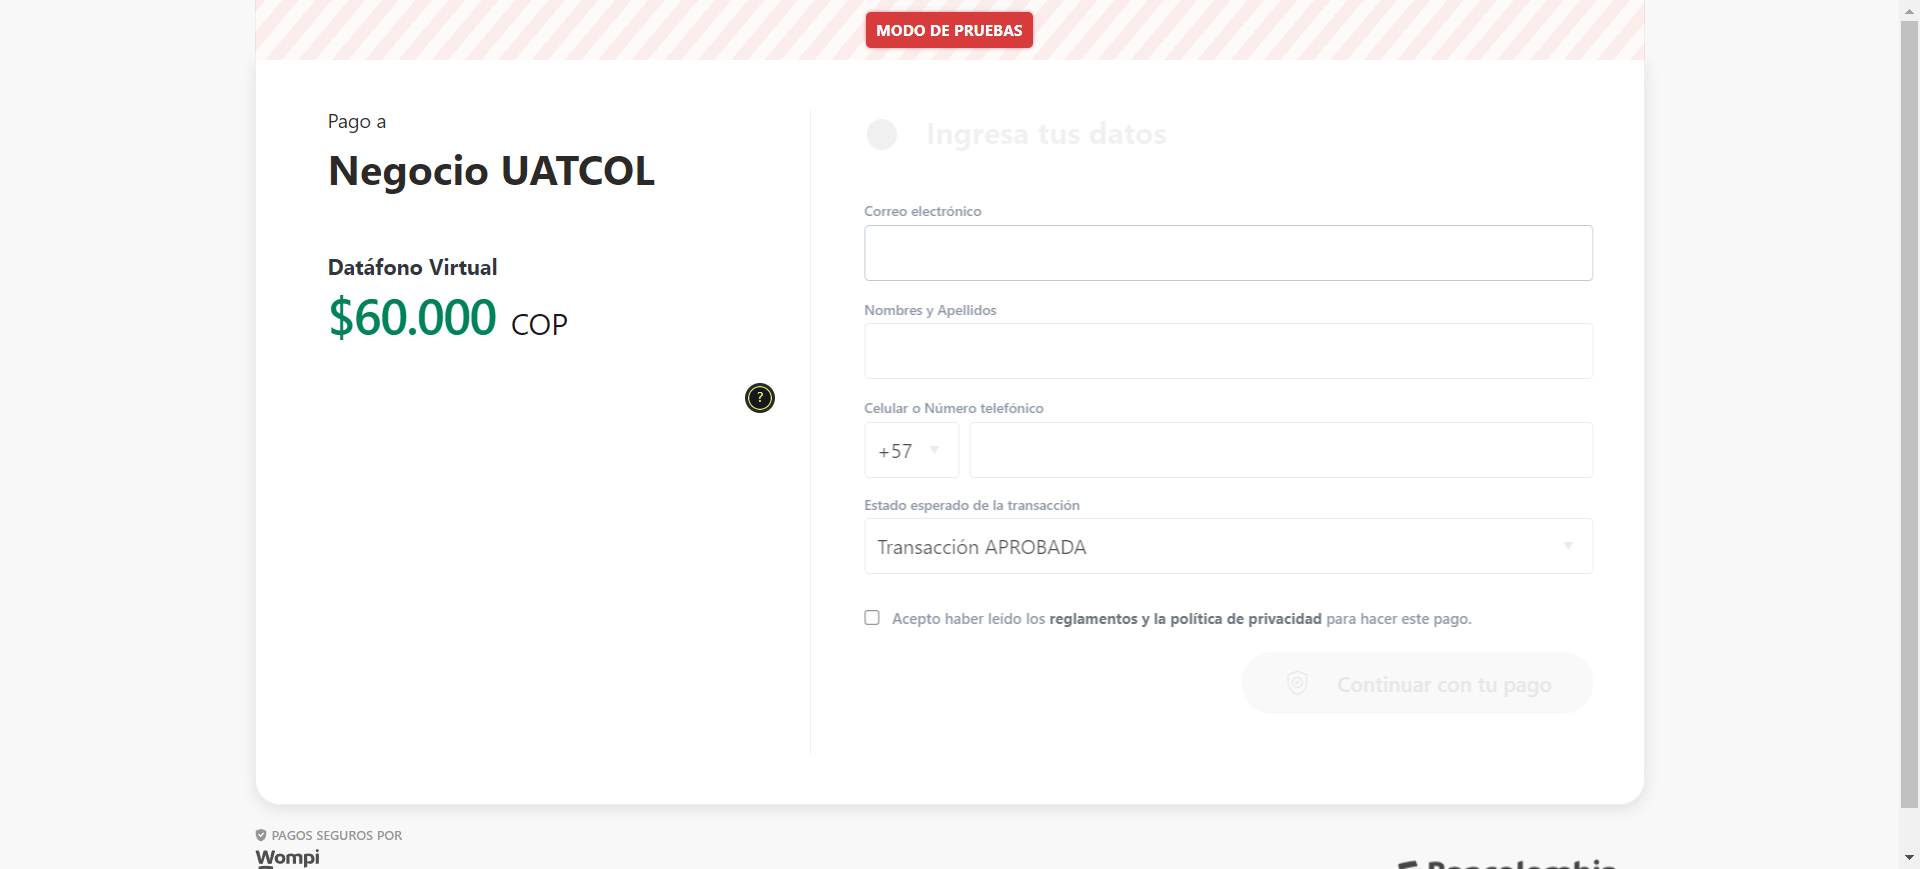 MODO DE PRUEBAS
Pago a
Negocio UATCOL
Datáfono Virtual
$60.000 COP
?
Ingresa tus datos
Correo electrónico
Nombres y Apellidos
Celular o Número telefónico
+57
Estado esperado de la transacción
Transacción APROBADA
Acepto haber leído los reglamentos y la política de privacidad para hacer este pago.
Continuar con tu pago
PAGOS SEGUROS POR
Wompi
Bancolombia